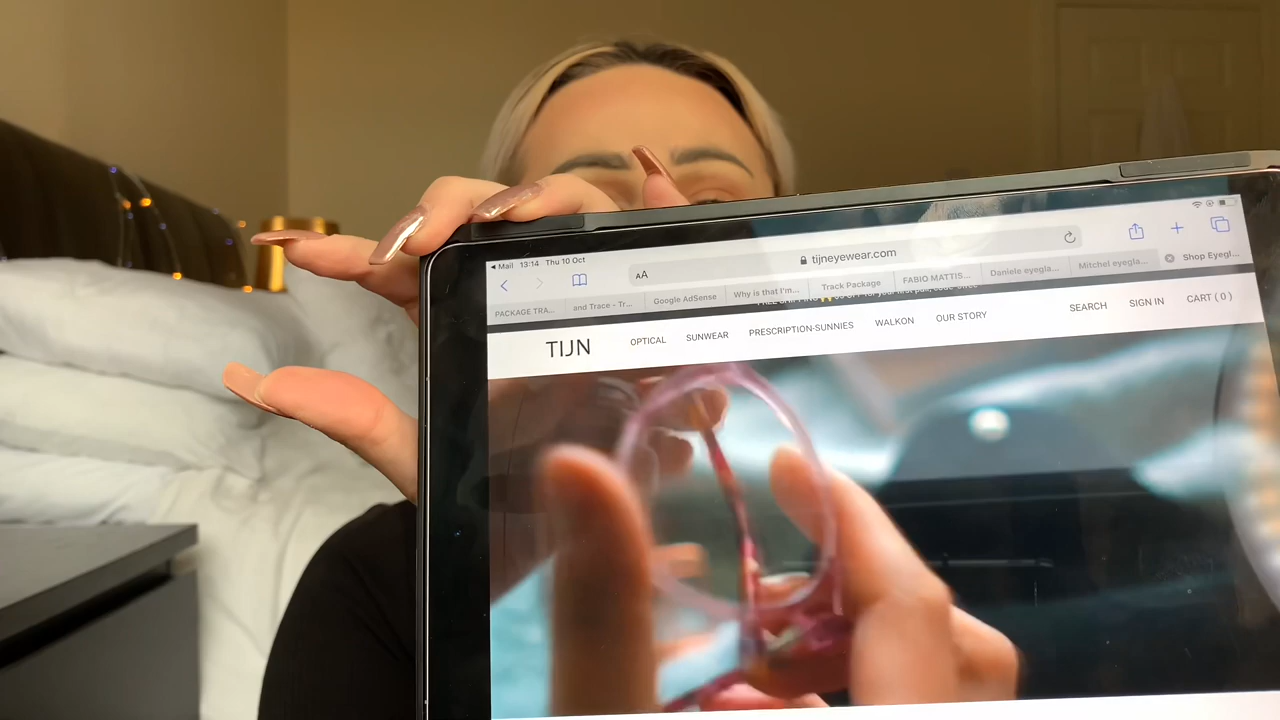 Mail 13:14 Thu 10 Oct
AA tijneyewear.com
PACKAGE TRA... and Trace - Tr... Google AdSense Why is that I'm... Track Package FABIO MATTIS... Daniele eyegla... Mitchel eyegla... Shop Eyegl...
TIJN OPTICAL SUNWEAR PRESCRIPTION-SUNNIES WALKON OUR STORY SEARCH SIGN IN CART ( 0 )